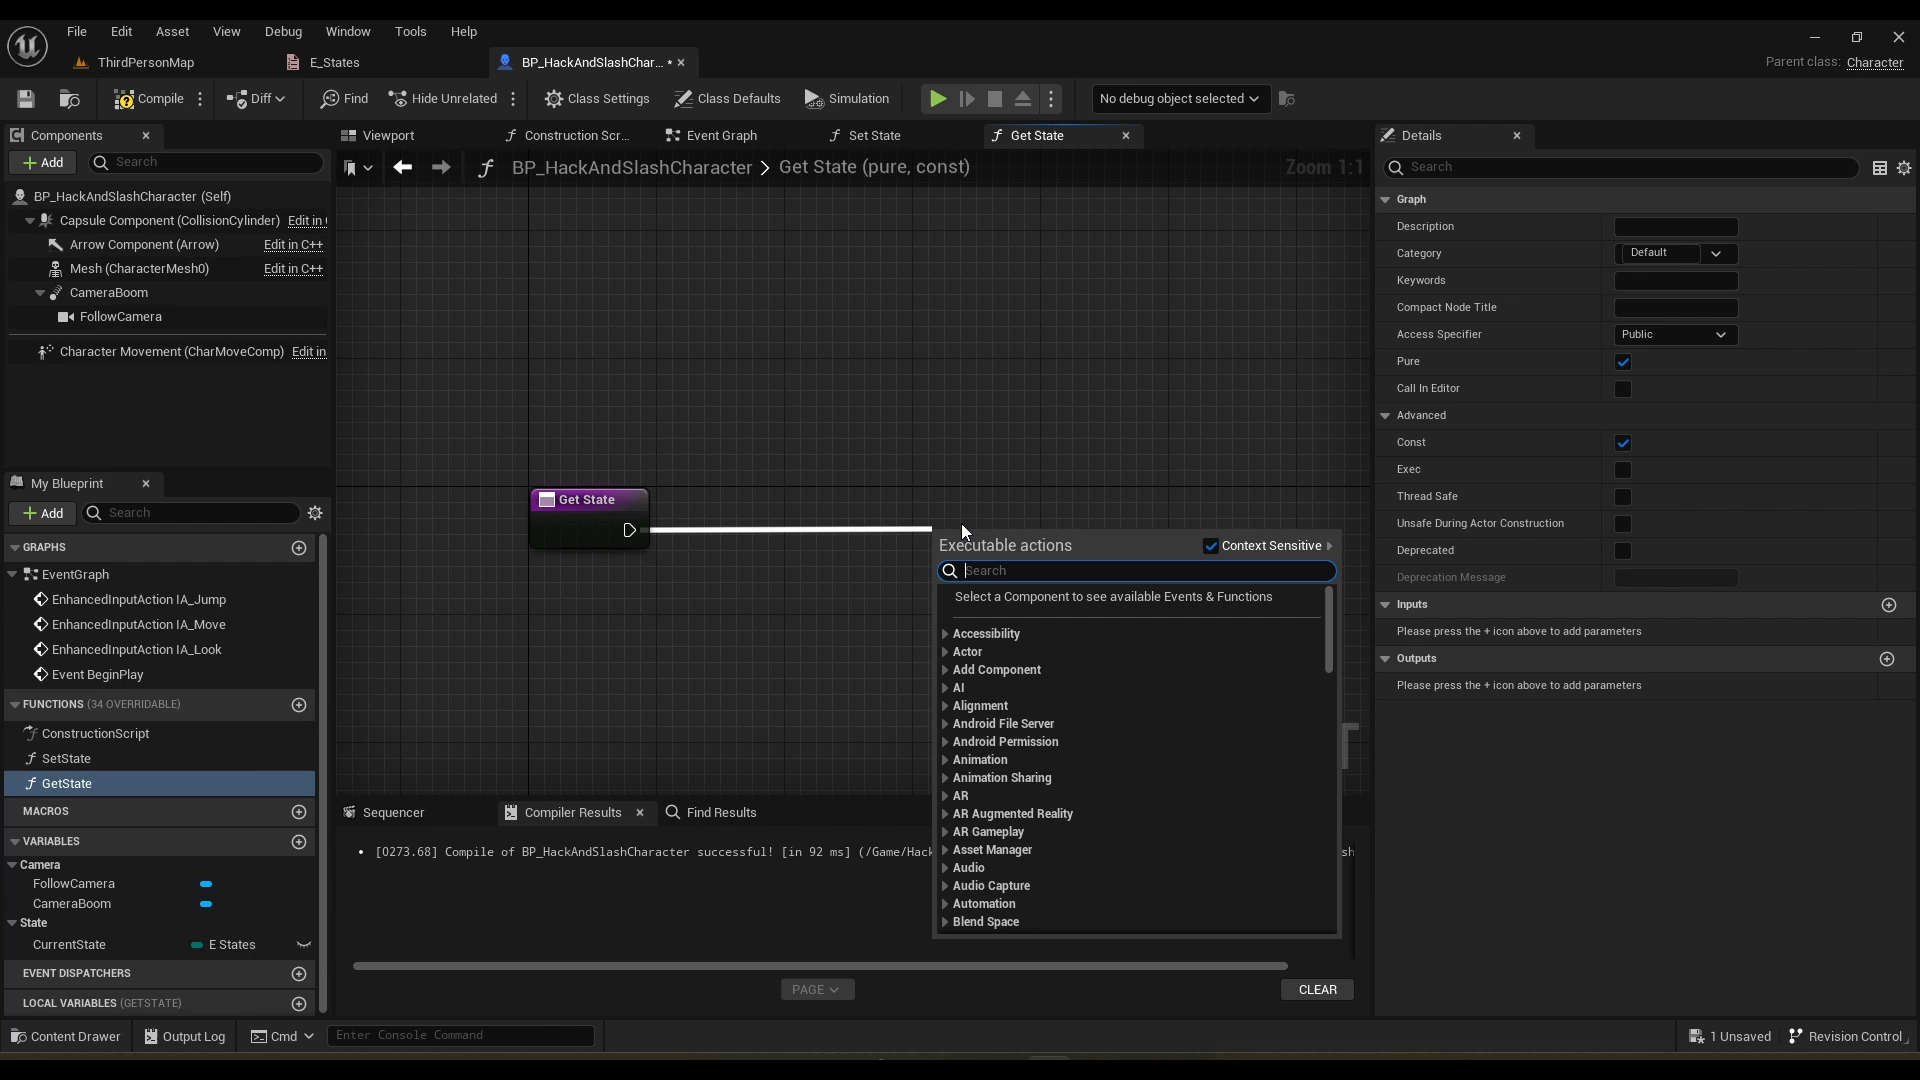 File Edit Asset View Debug Window Tools Help
ThirdPersonMap E_States BP_HackAndSlashChar... • Parent class: Character
Compile Diff Find Hide Unrelated Class Settings Class Defaults Simulation No debug object selected
Components
Add Search
BP_HackAndSlashCharacter (Self)
Capsule Component (CollisionCylinder) Edit in
Arrow Component (Arrow) Edit in C++
Mesh (CharacterMesh0) Edit in C++
CameraBoom
FollowCamera
Character Movement (CharMoveComp) Edit in
My Blueprint
Add Search
GRAPHS
EventGraph
EnhancedInputAction IA_Jump
EnhancedInputAction IA_Move
EnhancedInputAction IA_Look
Event BeginPlay
FUNCTIONS (34 OVERRIDABLE)
ConstructionScript
SetState
GetState
MACROS
VARIABLES
Camera
FollowCamera
CameraBoom
State
CurrentState E States
EVENT DISPATCHERS
LOCAL VARIABLES (GETSTATE)
Viewport Construction Scr... Event Graph Set State Get State
BP_HackAndSlashCharacter > Get State (pure, const) Zoom 1:1
Get State
Executable actions Context Sensitive
Search
Select a Component to see available Events & Functions
Accessibility
Actor
Add Component
AI
Alignment
Android File Server
Android Permission
Animation
Animation Sharing
AR
AR Augmented Reality
AR Gameplay
Asset Manager
Audio
Audio Capture
Automation
Blend Space
Sequencer Compiler Results Find Results
[0273.68] Compile of BP_HackAndSlashCharacter successful! [in 92 ms] (/Game/Hack
PAGE CLEAR
Details
Search
Graph
Description
Category Default
Keywords
Compact Node Title
Access Specifier Public
Pure
Call In Editor
Advanced
Const
Exec
Thread Safe
Unsafe During Actor Construction
Deprecated
Deprecation Message
Inputs
Please press the + icon above to add parameters
Outputs
Please press the + icon above to add parameters
Content Drawer Output Log Cmd Enter Console Command 1 Unsaved Revision Control